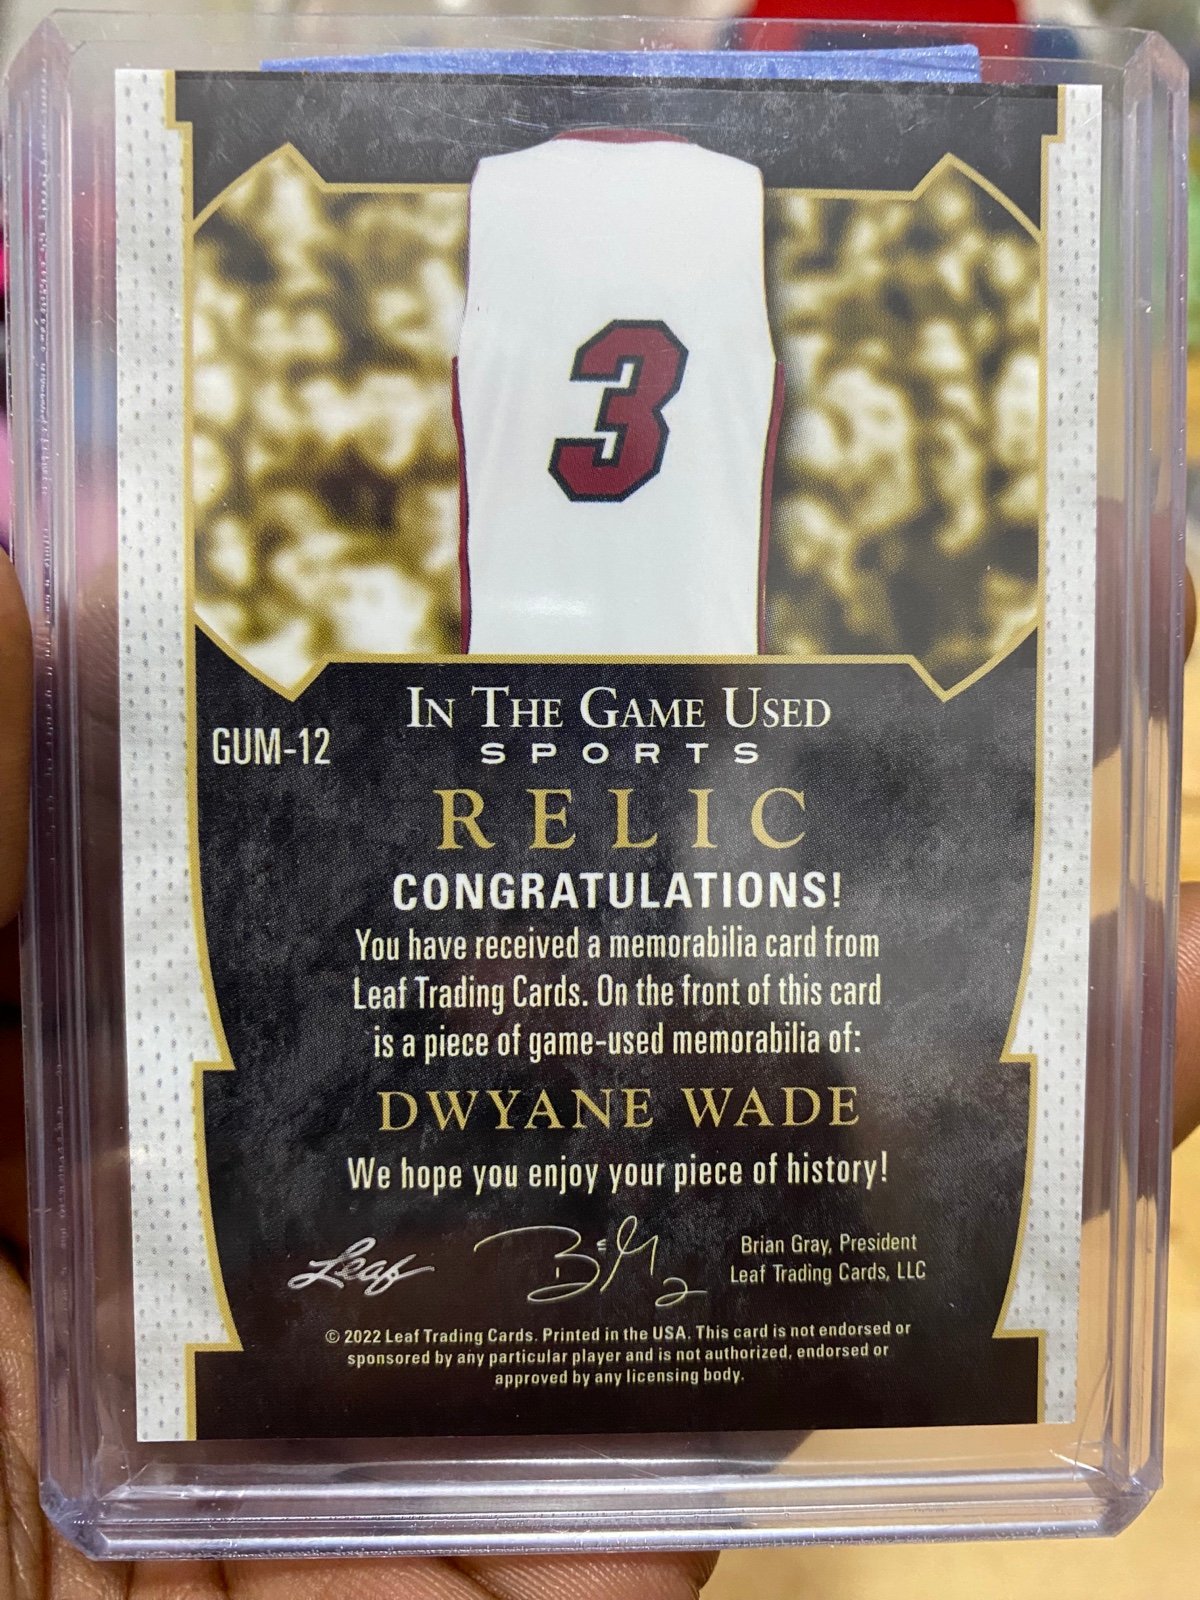 3
IN THE GAME USED
SPORTS
GUM-12
RELIC
CONGRATULATIONS!
You have received a memorabilia card from
Leaf Trading Cards. On the front of this card
is a piece of game-used memorabilia of:
DWYANE WADE
We hope you enjoy your piece of history!
Leaf
Brian Gray, President
Leaf Trading Cards, LLC
© 2022 Leaf Trading Cards. Printed in the USA. This card is not endorsed or
sponsored by any particular player and is not authorized, endorsed or
approved by any licensing body.